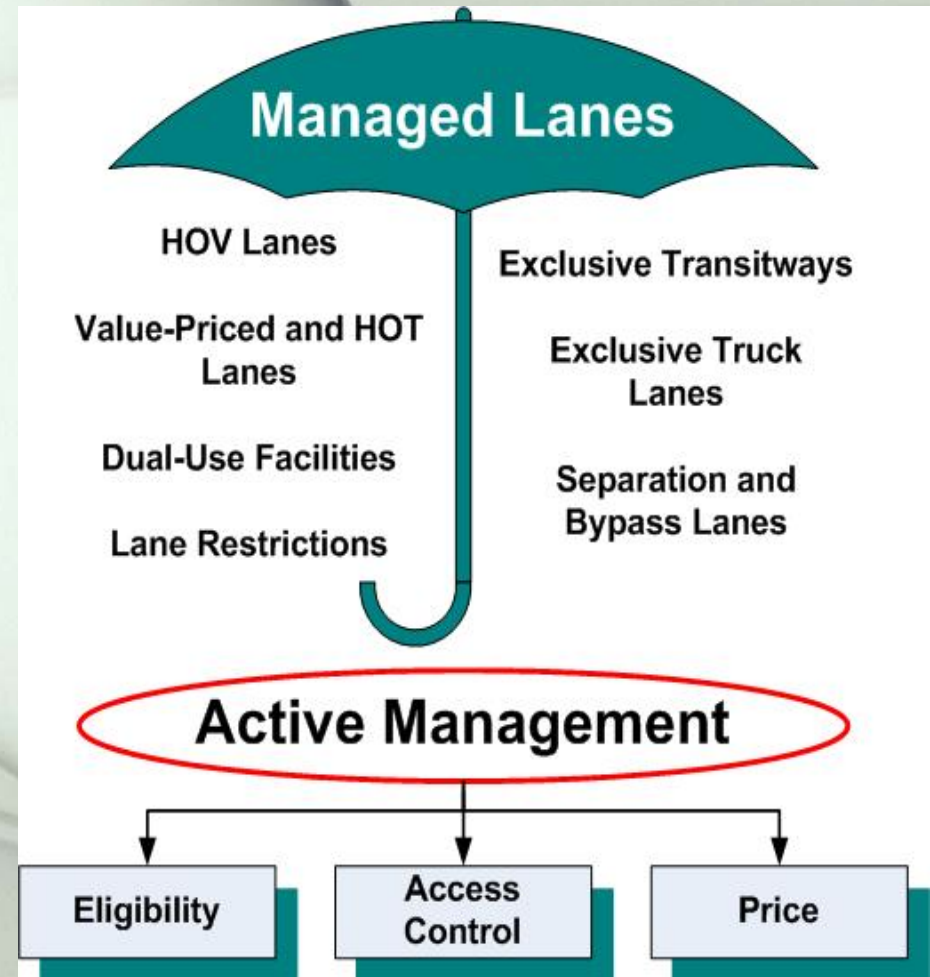 Managed Lanes
HOV Lanes
Value-Priced and HOT
Lanes
Dual-Use Facilities
Lane Restrictions
Exclusive Transitways
Exclusive Truck
Lanes
Separation and
Bypass Lanes
Active Management
Eligibility
Access
Control
Price